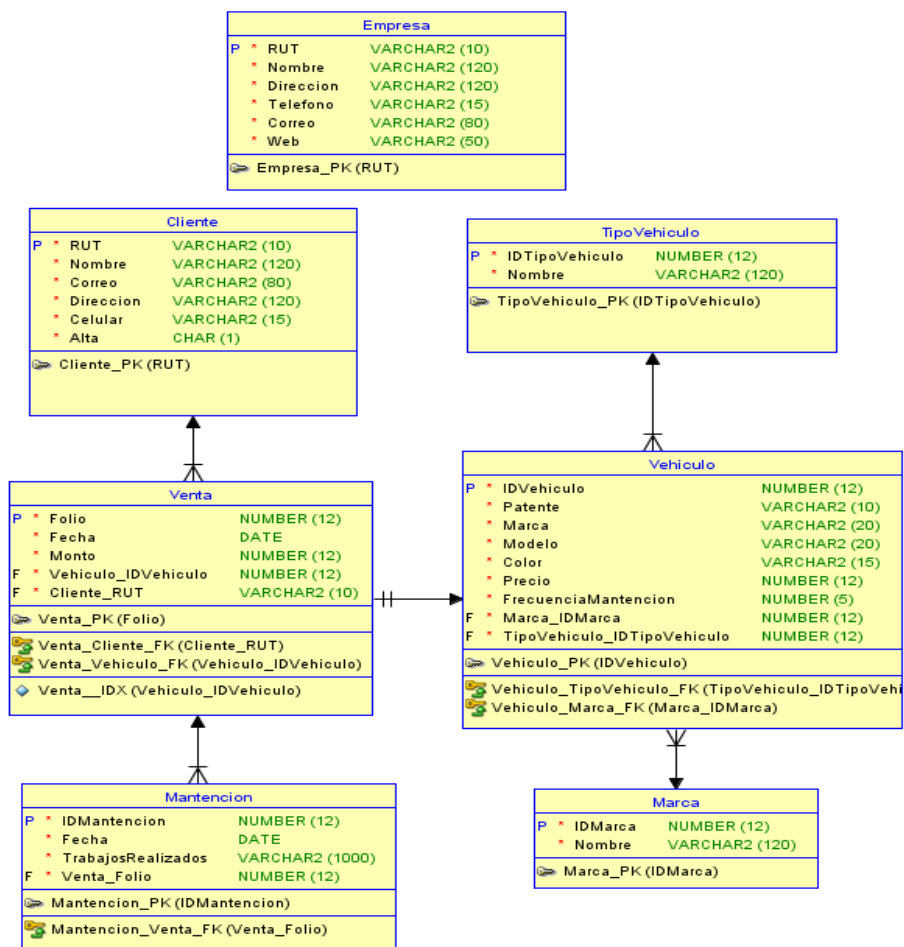 Empresa
P * RUT VARCHAR2 (10)
* Nombre VARCHAR2 (120)
* Direccion VARCHAR2 (120)
* Telefono VARCHAR2 (15)
* Correo VARCHAR2 (80)
* Web VARCHAR2 (50)
Empresa_PK (RUT)
Cliente
P * RUT VARCHAR2 (10)
* Nombre VARCHAR2 (120)
* Correo VARCHAR2 (80)
* Direccion VARCHAR2 (120)
* Celular VARCHAR2 (15)
* Alta CHAR (1)
Cliente_PK (RUT)
TipoVehiculo
P * IDTipoVehiculo NUMBER (12)
* Nombre VARCHAR2 (120)
TipoVehiculo_PK (IDTipoVehiculo)
Venta
P * Folio NUMBER (12)
* Fecha DATE
* Monto NUMBER (12)
F * Vehiculo_IDVehiculo NUMBER (12)
F * Cliente_RUT VARCHAR2 (10)
Venta_PK (Folio)
Venta_Cliente_FK (Cliente_RUT)
Venta_Vehiculo_FK (Vehiculo_IDVehiculo)
Venta__IDX (Vehiculo_IDVehiculo)
Vehiculo
P * IDVehiculo NUMBER (12)
* Patente VARCHAR2 (10)
* Marca VARCHAR2 (20)
* Modelo VARCHAR2 (20)
* Color VARCHAR2 (15)
* Precio NUMBER (12)
* FrecuenciaMantencion NUMBER (5)
F * Marca_IDMarca NUMBER (12)
F * TipoVehiculo_IDTipoVehiculo NUMBER (12)
Vehiculo_PK (IDVehiculo)
Vehiculo_TipoVehiculo_FK (TipoVehiculo_IDTipoVehi
Vehiculo_Marca_FK (Marca_IDMarca)
Mantencion
P * IDMantencion NUMBER (12)
* Fecha DATE
* TrabajosRealizados VARCHAR2 (1000)
F * Venta_Folio NUMBER (12)
Mantencion_PK (IDMantencion)
Mantencion_Venta_FK (Venta_Folio)
Marca
P * IDMarca NUMBER (12)
* Nombre VARCHAR2 (120)
Marca_PK (IDMarca)